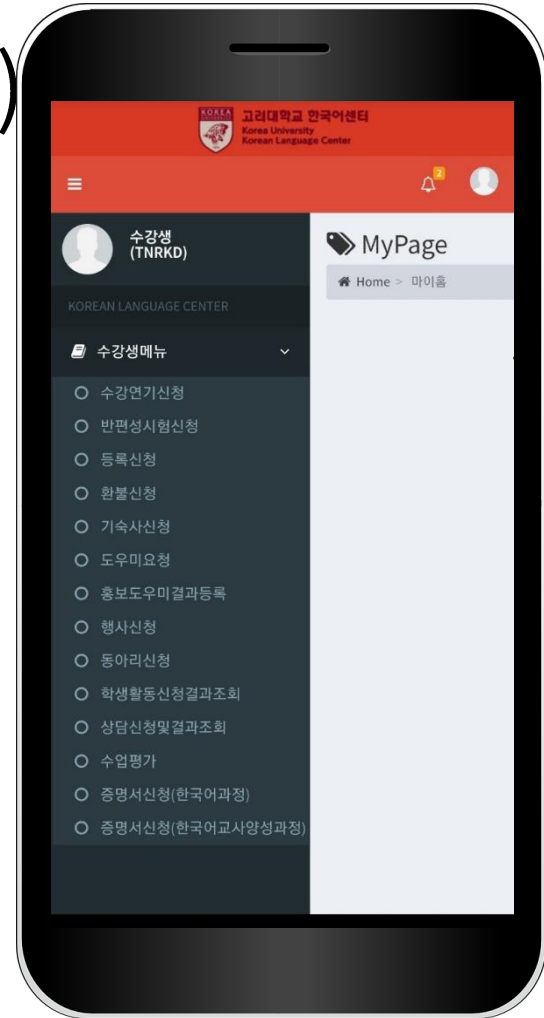 )
KOREA
고려대학교 한국어센터
Korea University
Korean Language Center
2
수강생
(TNRKD)
MyPage
Home > 마이홈
KOREAN LANGUAGE CENTER
수강생메뉴
수강연기신청
반편성시험신청
등록신청
환불신청
기숙사신청
도우미요청
홍보도우미결과등록
행사신청
동아리신청
학생활동신청결과조회
상담신청및결과조회
수업평가
증명서신청(한국어과정)
증명서신청(한국어교사양성과정)